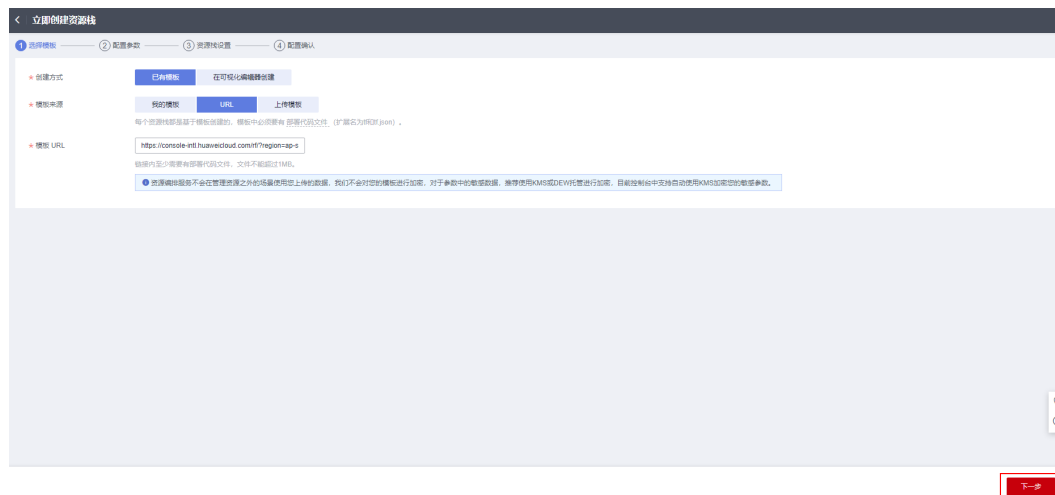 < 立即创建资源栈
1 选择模板 2 配置参数 3 资源栈设置 4 配置确认
★ 创建方式 已有模板 在可视化编辑器创建
★ 模板来源 我的模板 URL 上传模板
每个资源栈都是基于模板创建的，模板中必须要有 部署代码文件 (扩展名为tf和tf.json) 。
★ 模板 URL https://console-intl.huaweicloud.com/rf/?region=ap-s
链接内至少需要有部署代码文件，文件不能超过1MB。
资源编排服务不会在管理资源之外的场景使用您上传的数据，我们不会对您的模板进行加密，对于参数中的敏感数据，推荐使用KMS或DEW托管进行加密，目前控制台中支持自动使用KMS加密您的敏感参数。
下一步